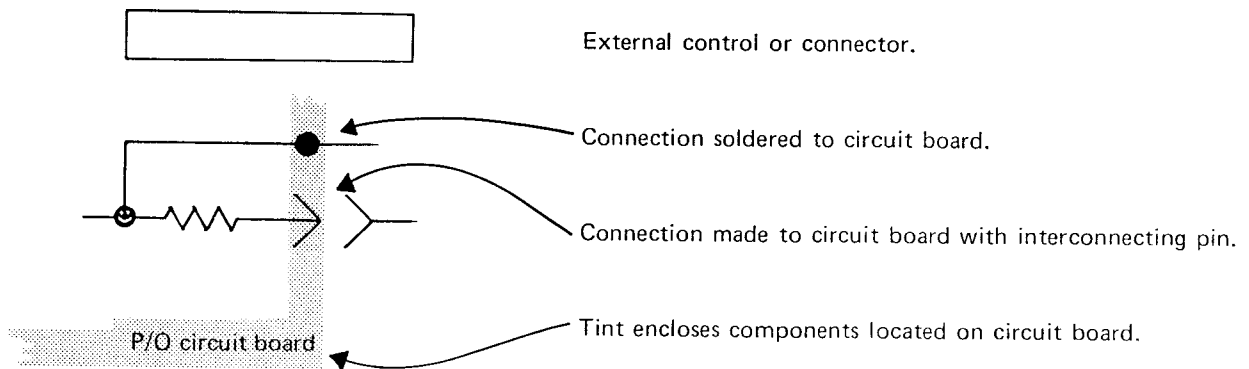 External control or connector.
Connection soldered to circuit board.
Connection made to circuit board with interconnecting pin.
P/O circuit board
Tint encloses components located on circuit board.